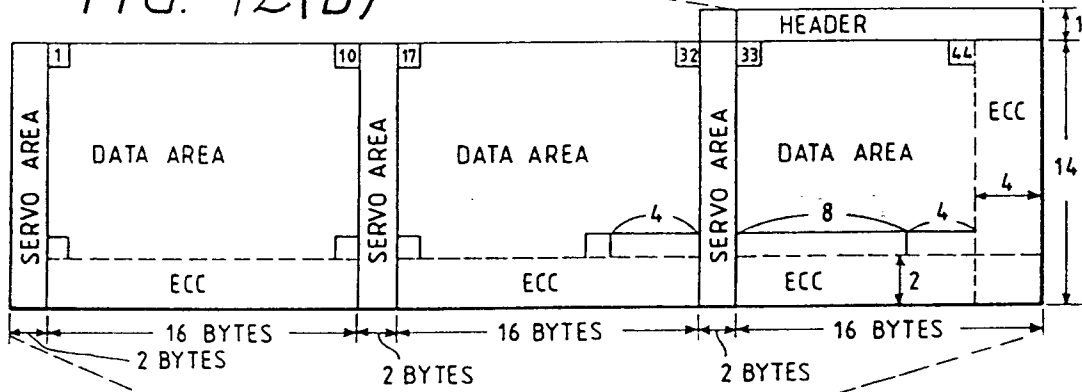 FIG. 12(B)
HEADER
1
1
10
17
32
33
44
SERVO AREA
DATA AREA
SERVO AREA
DATA AREA
SERVO AREA
DATA AREA
ECC
14
4
4
8
4
ECC
ECC
ECC
2
16 BYTES
16 BYTES
16 BYTES
2 BYTES
2 BYTES
2 BYTES